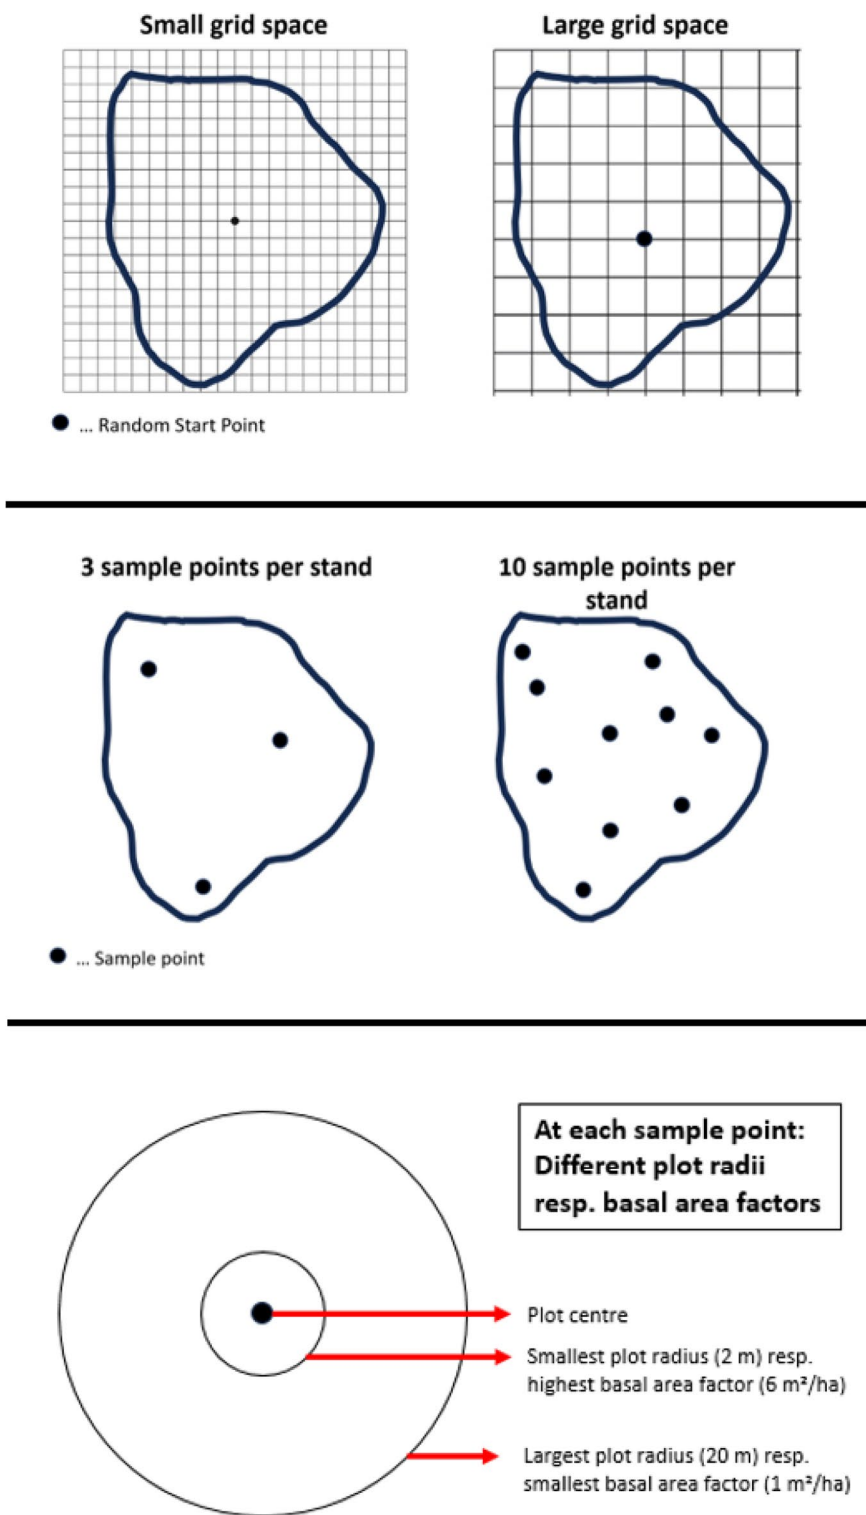 Small grid space
Large grid space
... Random Start Point
3 sample points per stand
10 sample points per
stand
... Sample point
At each sample point:
Different plot radii
resp. basal area factors
Plot centre
Smallest plot radius (2 m) resp.
highest basal area factor (6 m²/ha)
Largest plot radius (20 m) resp.
smallest basal area factor (1 m²/ha)